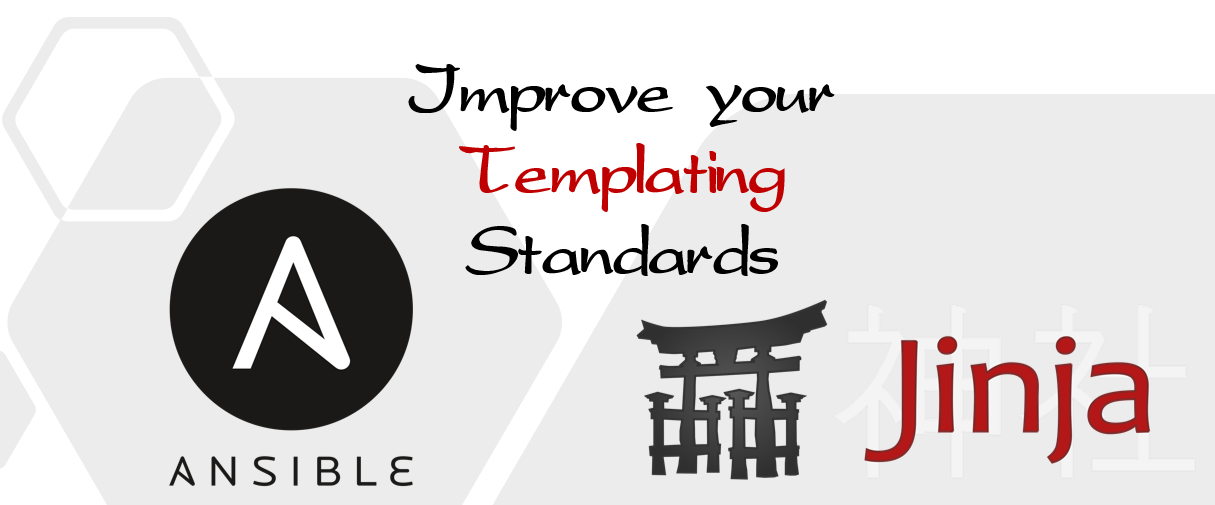 Improve your
Templating
Standards
ANSIBLE
神社
Jinja